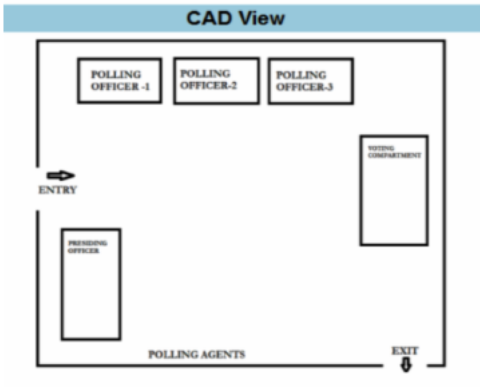 CAD View
POLLING
OFFICER -1
POLLING
OFFICER-2
POLLING
OFFICER-3
VOTING
COMPARTMENT
ENTRY
PRESIDING
OFFICER
POLLING AGENTS
EXIT